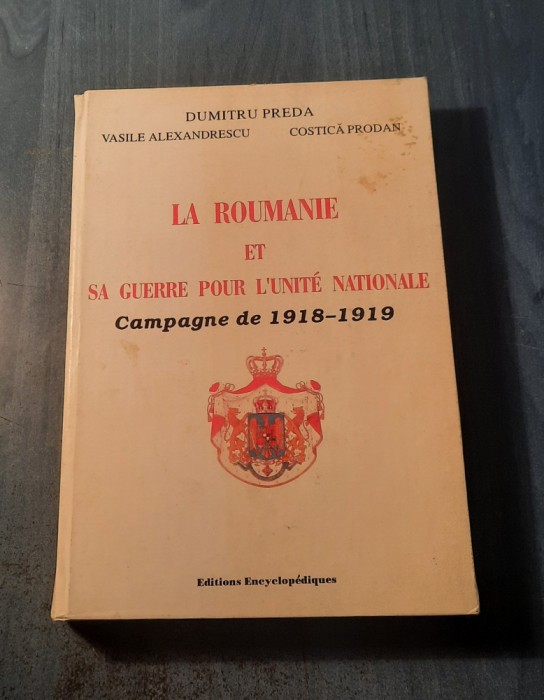 DUMITRU PREDA
VASILE ALEXANDRESCU COSTICĂ PRODAN
LA ROUMANIE
ET
SA GUERRE POUR L'UNITÉ NATIONALE
Campagne de 1918–1919
Editions Encyclopédiques